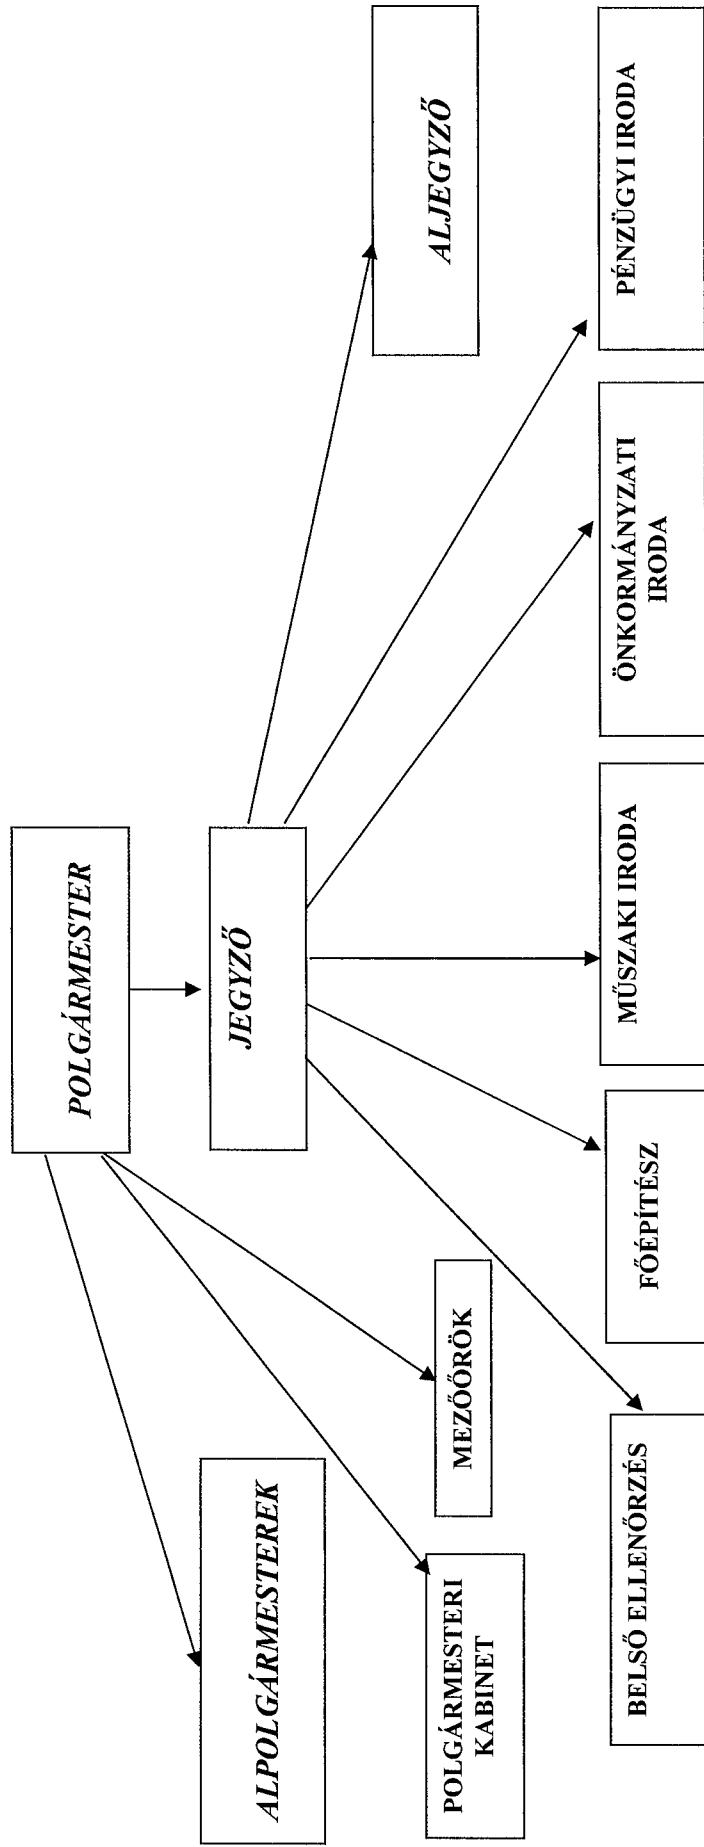 POLGÁRMESTER
ALPOLGÁRMESTEREK
JEGYZŐ
ALJEGYZŐ
POLGÁRMESTERI
KABINET
MEZŐŐRÖK
BELSŐ ELLENŐRZÉS
FŐÉPÍTÉSZ
MŰSZAKI IRODA
ÖNKORMÁNYZATI
IRODA
PÉNZÜGYI IRODA